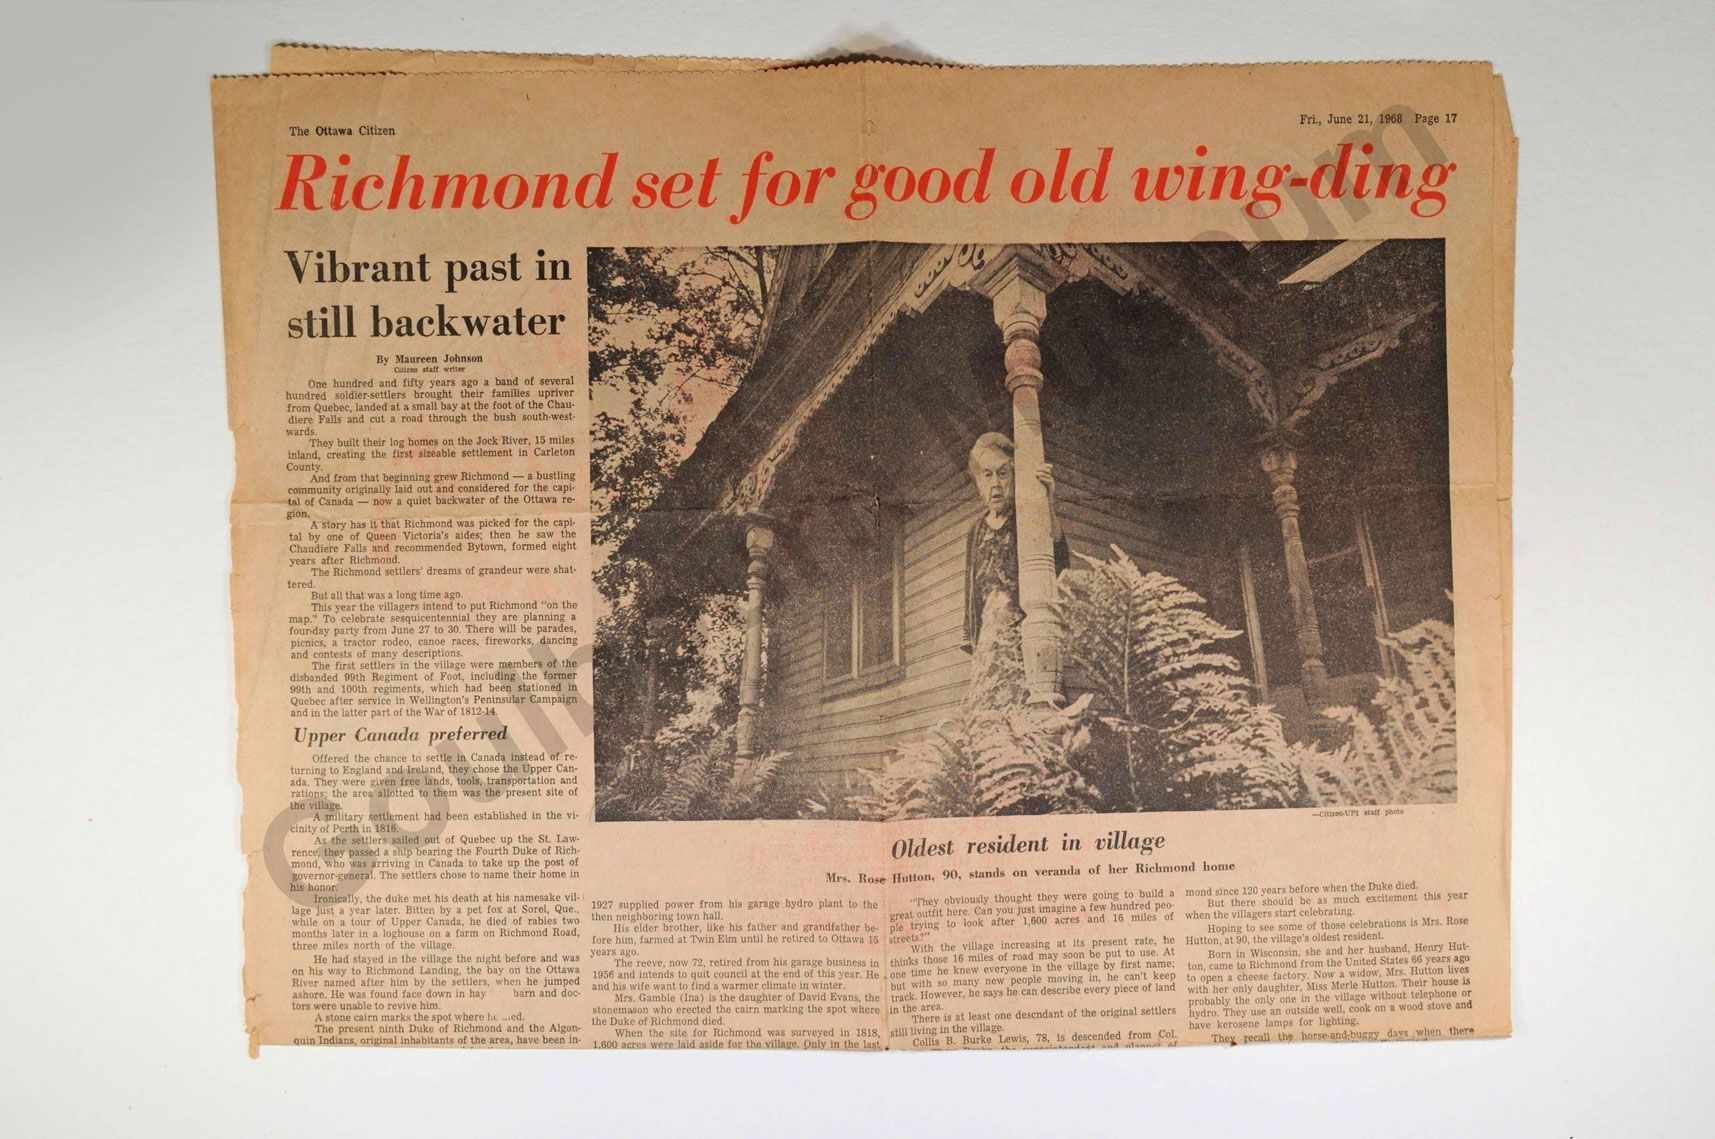 The Ottawa Citizen
Fri., June 21, 1968 Page 17
Richmond set for good old wing-ding
Vibrant past in
still backwater
By Maureen Johnson
Citizen staff writer
One hundred and fifty years ago a band of several
hundred soldier-settlers brought their families upriver
from Quebec, landed at a small bay at the foot of the Chau-
diere Falls and cut a road through the bush south-west-
wards.
They built their log homes on the Jock River, 15 miles
inland, creating the first sizeable settlement in Carleton
County.
And from that beginning grew Richmond — a bustling
community originally laid out and considered for the capi-
tal of Canada — now a quiet backwater of the Ottawa re-
gion.
A story has it that Richmond was picked for the capi-
tal by one of Queen Victoria's aides; then he saw the
Chaudiere Falls and recommended Bytown, formed eight
years after Richmond.
The Richmond settlers' dreams of grandeur were shat-
tered.
But all that was a long time ago.
This year the villagers intend to put Richmond "on the
map." To celebrate sesquicentennial they are planning a
four-day party from June 27 to 30. There will be parades,
picnics, a tractor rodeo, canoe races, fireworks, dancing
and contests of many descriptions.
The first settlers in the village were members of the
disbanded 99th Regiment of Foot, including the former
99th and 100th regiments, which had been stationed in
Quebec after service in Wellington's Peninsular Campaign
and in the latter part of the War of 1812-14.
Upper Canada preferred
Offered the chance to settle in Canada instead of re-
turning to England and Ireland, they chose the Upper Can-
ada. They were given free lands, tools, transportation and
rations; the area allotted to them was the present site of
the village.
A military settlement had been established in the vi-
cinity of Perth in 1816.
As the settlers sailed out of Quebec up the St. Law-
rence, they passed a ship bearing the Fourth Duke of Rich-
mond, who was arriving in Canada to take up the post of
governor-general. The settlers chose to name their home in
his honor.
Ironically, the duke met his death at his namesake vil-
lage just a year later. Bitten by a pet fox at Sorel, Que.,
while on a tour of Upper Canada, he died of rabies two
months later in a loghouse on a farm on Richmond Road,
three miles north of the village.
He had stayed in the village the night before and was
on his way to Richmond Landing, the bay on the Ottawa
River named after him by the settlers, when he jumped
ashore. He was found face down in hay barn and doc-
tors were unable to revive him.
A stone cairn marks the spot where
The present ninth Duke of Richmond and the Algon-
quin Indians, original inhabitants of the area, have been in-
—Citizen-UPI staff photo
Oldest resident in village
Mrs. Rose Hutton, 90, stands on veranda of her Richmond home
1927 supplied power from his garage hydro plant to the
then neighboring town hall.
His elder brother, like his father and grandfather be-
fore him, farmed at Twin Elm until he retired to Ottawa 15
years ago.
The reeve, now 72, retired from his garage business in
1956 and intends to quit council at the end of this year. He
and his wife want to find a warmer climate in winter.
Mrs. Gamble (Ina) is the daughter of David Evans, the
stonemason who erected the cairn marking the spot where
the Duke of Richmond died.
When the site for Richmond was surveyed in 1818,
1,600 acres were laid aside for the village. Only in the last
"They obviously thought they were going to build a
great outfit here. Can you just imagine a few hundred peo-
ple trying to look after 1,600 acres and 16 miles of
streets?"
With the village increasing at its present rate, he
thinks those 16 miles of road may soon be put to use. At
one time he knew everyone in the village by first name;
but with so many new people moving in, he can't keep
track. However, he says he can describe every piece of land
in the area.
There is at least one descendant of the original settlers
still living in the village.
Collis B. Burke Lewis, 78, is descended from Col.
mond since 120 years before when the Duke died.
But there should be as much excitement this year
when the villagers start celebrating.
Hoping to see some of those celebrations is Mrs. Rose
Hutton, at 90, the village's oldest resident.
Born in Wisconsin, she and her husband, Henry Hut-
ton, came to Richmond from the United States 66 years ago
to open a cheese factory. Now a widow, Mrs. Hutton lives
with her only daughter, Miss Merle Hutton. Their house is
probably the only one in the village without telephone or
hydro. They use an outside well, cook on a wood stove and
have kerosene lamps for lighting.
They recall the horse-and-buggy days when there